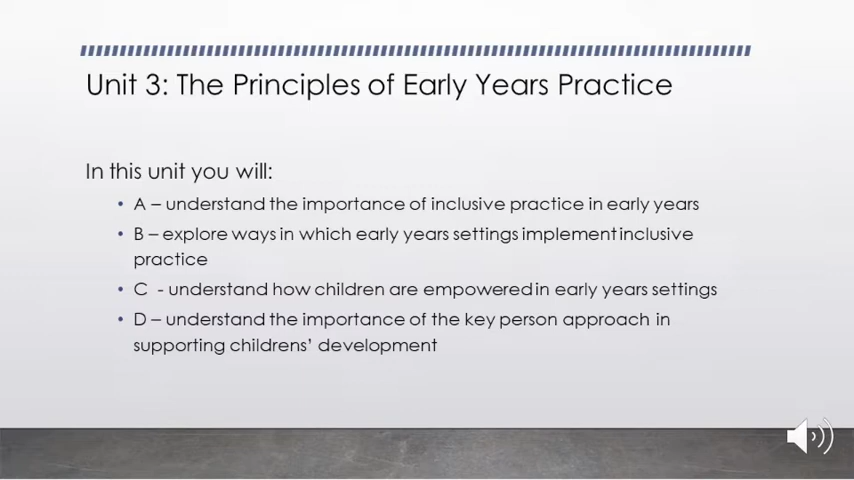 Unit 3: The Principles of Early Years Practice
In this unit you will:
• A – understand the importance of inclusive practice in early years
• B – explore ways in which early years settings implement inclusive
practice
• C - understand how children are empowered in early years settings
• D – understand the importance of the key person approach in
supporting childrens’ development